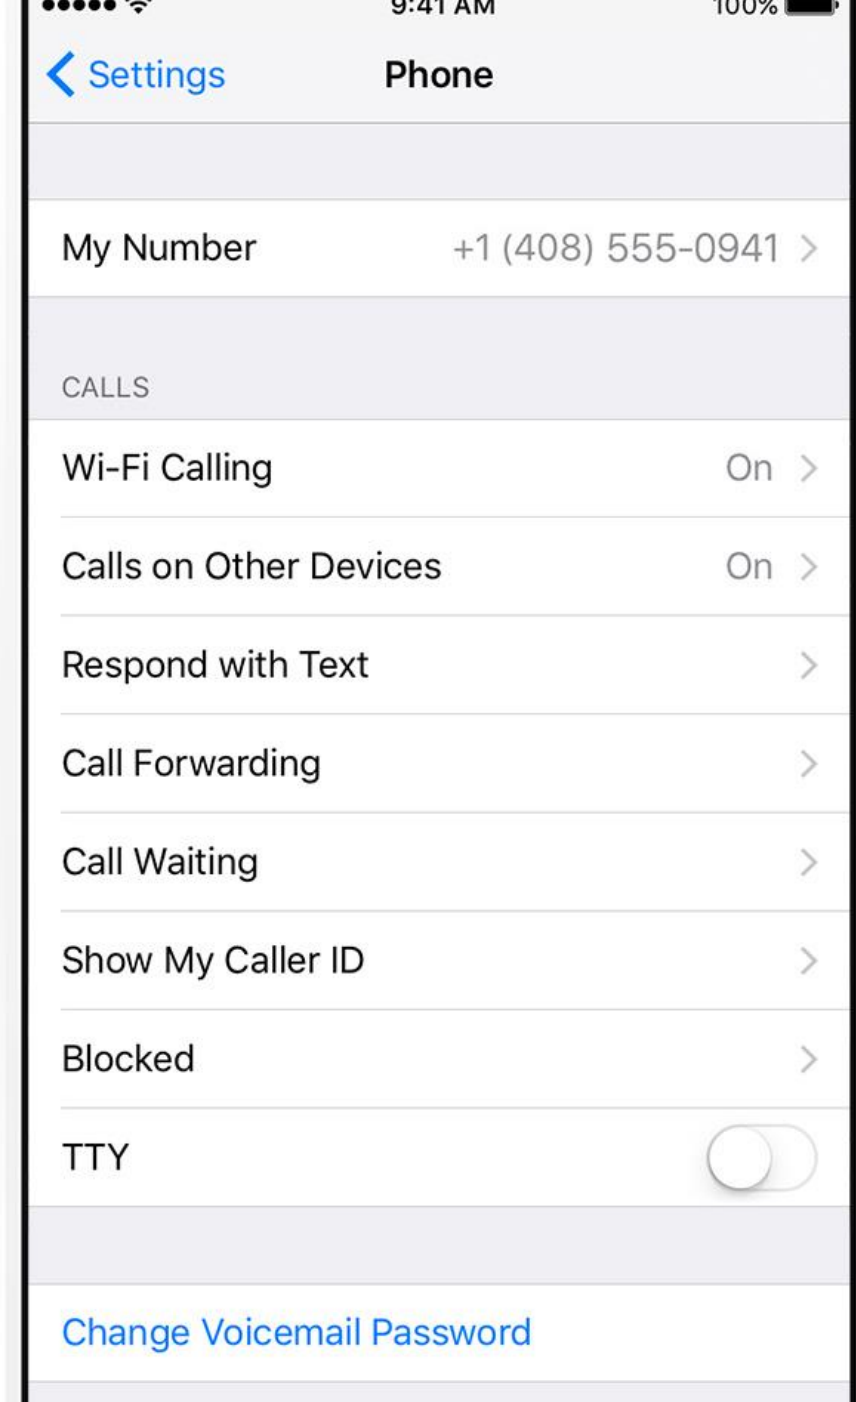 9:41 AM
100%
Settings
Phone
My Number +1 (408) 555-0941
CALLS
Wi-Fi Calling On
Calls on Other Devices On
Respond with Text
Call Forwarding
Call Waiting
Show My Caller ID
Blocked
TTY
Change Voicemail Password